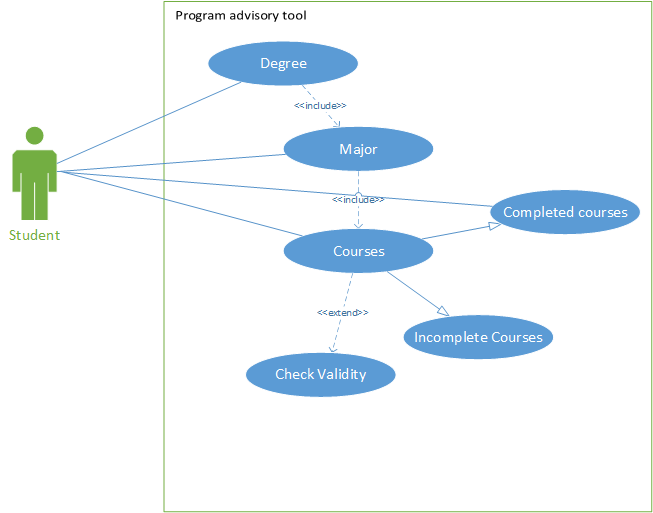 Program advisory tool
Degree
<<include>>
Major
<<include>>
Completed courses
Student
Courses
<<extend>>
Incomplete Courses
Check Validity